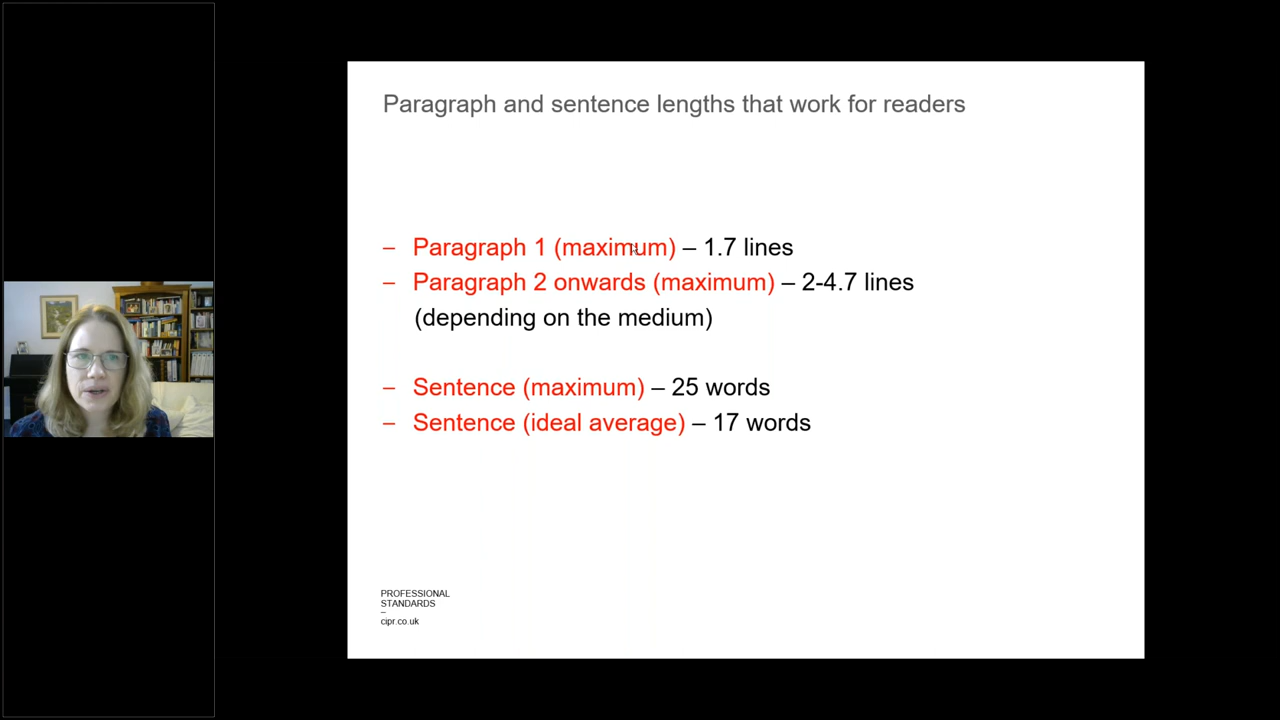 Paragraph and sentence lengths that work for readers
– Paragraph 1 (maximum) – 1.7 lines
– Paragraph 2 onwards (maximum) – 2-4.7 lines
(depending on the medium)
– Sentence (maximum) – 25 words
– Sentence (ideal average) – 17 words
PROFESSIONAL
STANDARDS
–
cipr.co.uk